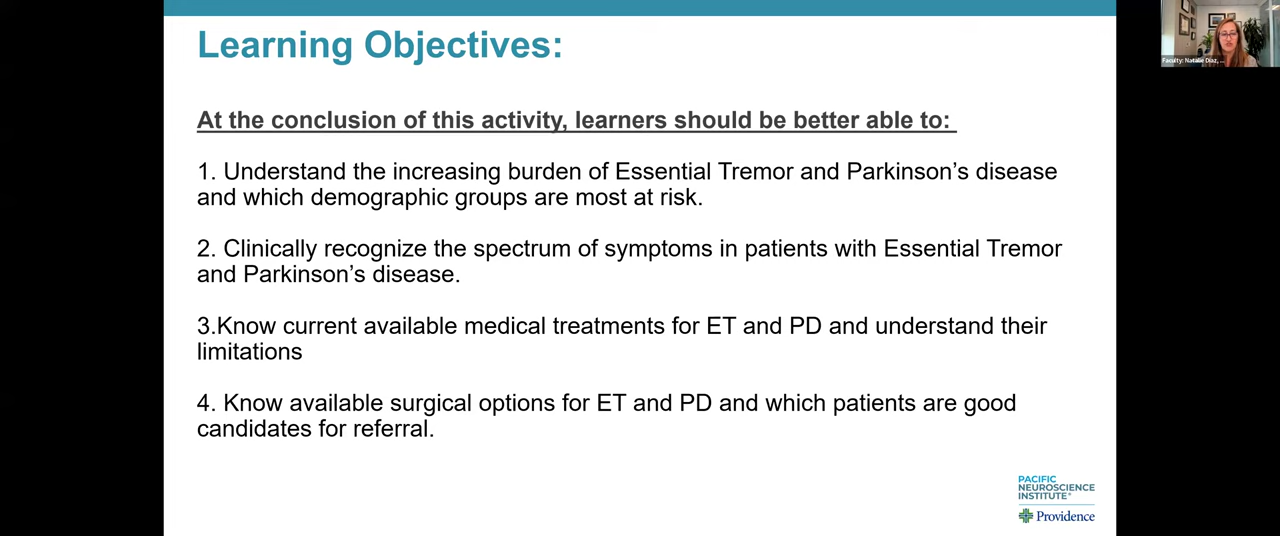 Learning Objectives:
At the conclusion of this activity, learners should be better able to:
1. Understand the increasing burden of Essential Tremor and Parkinson’s disease
and which demographic groups are most at risk.
2. Clinically recognize the spectrum of symptoms in patients with Essential Tremor
and Parkinson’s disease.
3.Know current available medical treatments for ET and PD and understand their
limitations
4. Know available surgical options for ET and PD and which patients are good
candidates for referral.
PACIFIC
NEUROSCIENCE
INSTITUTE®
Providence
Faculty: Natalie Diaz, ...